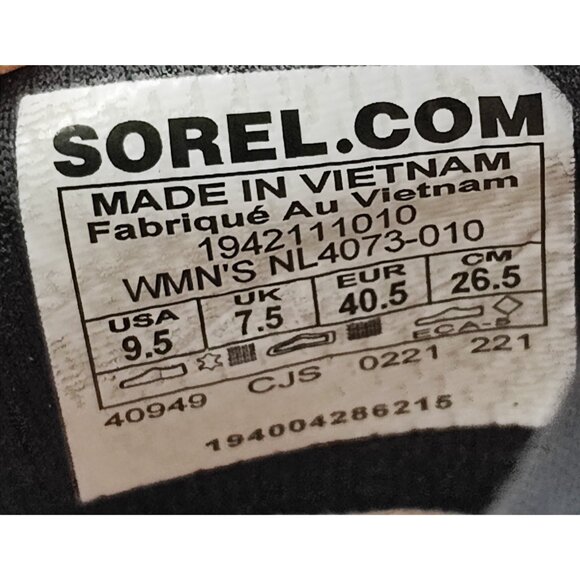 SOREL.COM
MADE IN VIETNAM
Fabriqué Au Vietnam
1942111010
WMN'S NL4073-010
USA UK EUR CM
9.5 7.5 40.5 26.5
ECA-5
40949 CJS 0221 221
194004286215